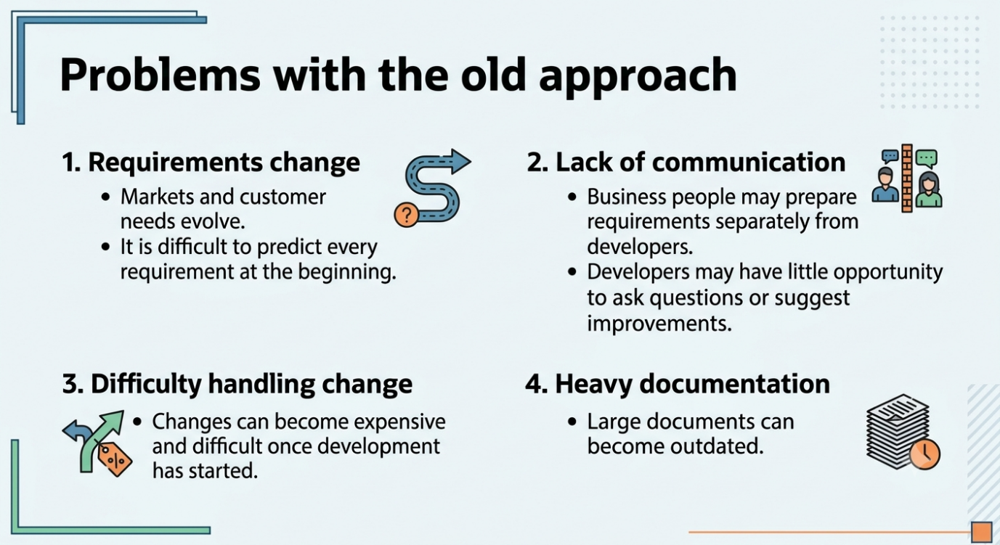 Problems with the old approach
1. Requirements change
• Markets and customer
needs evolve.
• It is difficult to predict every
requirement at the beginning.
?
2. Lack of communication
• Business people may prepare
requirements separately from
developers.
• Developers may have little opportunity
to ask questions or suggest
improvements.
3. Difficulty handling change
• Changes can become expensive
and difficult once development
has started.
%
4. Heavy documentation
• Large documents can
become outdated.